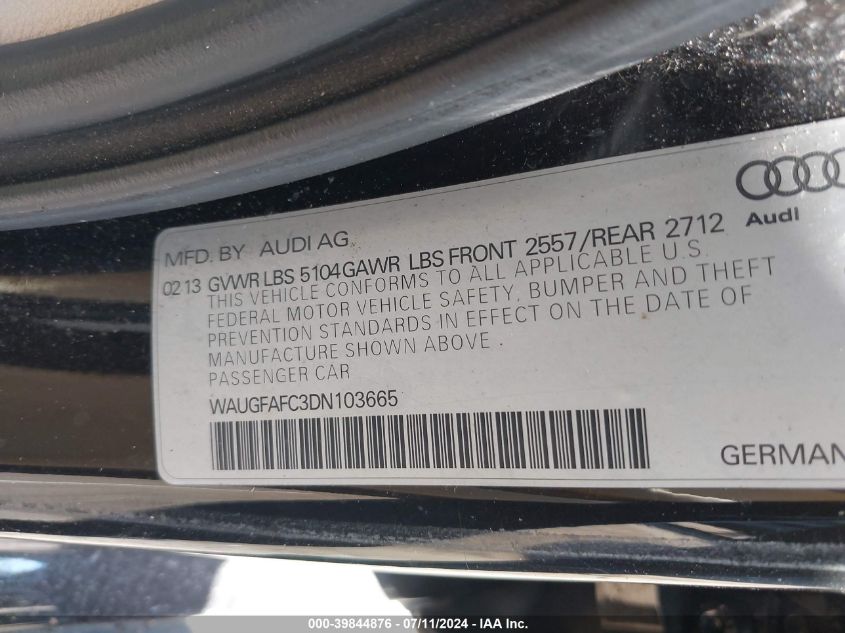 Audi
MFD. BY AUDI AG
02 13 GVWR LBS 5104 GAWR LBS FRONT 2557/REAR 2712
THIS VEHICLE CONFORMS TO ALL APPLICABLE U.S.
FEDERAL MOTOR VEHICLE SAFETY, BUMPER AND THEFT
PREVENTION STANDARDS IN EFFECT ON THE DATE OF
MANUFACTURE SHOWN ABOVE .
PASSENGER CAR
WAUGFAFC3DN103665
GERMAN
000-39844876 / 07/11/2024 / © IAA, Inc.